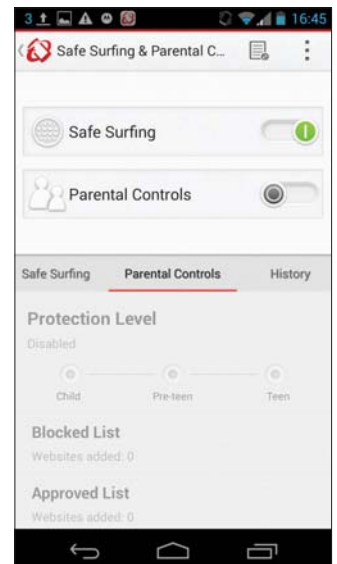 3 16:45
Safe Surfing & Parental C...
Safe Surfing
Parental Controls
Safe Surfing Parental Controls History
Protection Level
Disabled
Child Pre-teen Teen
Blocked List
Websites added: 0
Approved List
Websites added: 0